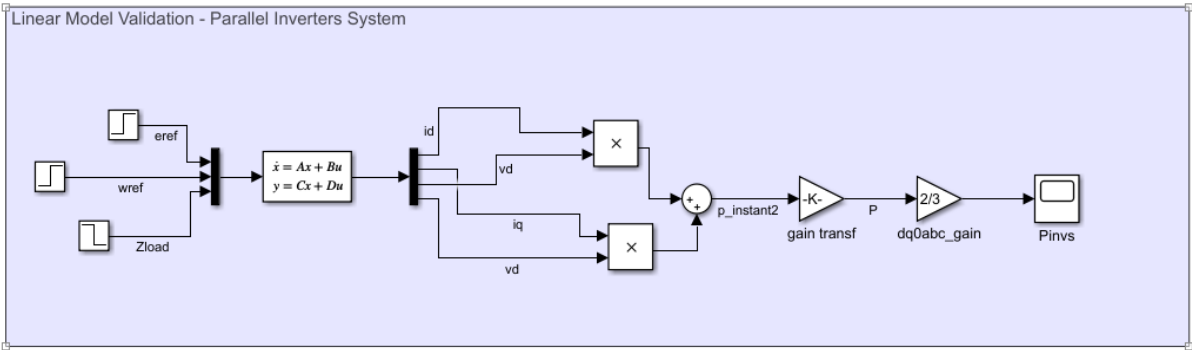 Linear Model Validation - Parallel Inverters System
eref
wref
Zload
ẋ = Ax + Bu
y = Cx + Du
id
vd
iq
vd
×
×
+
+
p_instant2
-K-
gain transf
P
2/3
dq0abc_gain
Pinvs